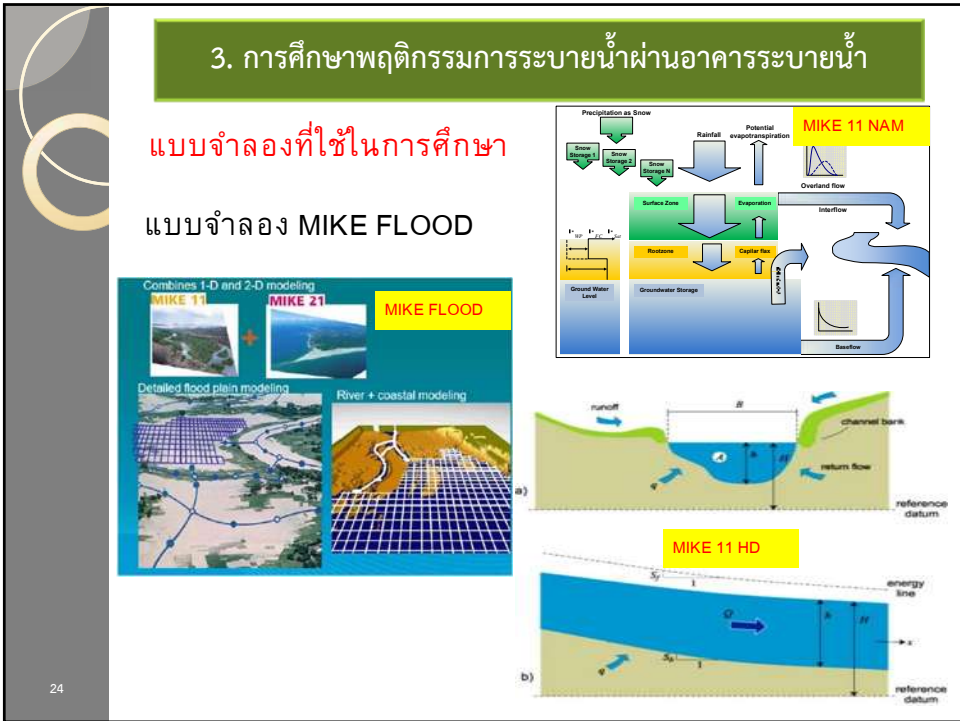 3. การศึกษาพฤติกรรมการระบายน้ำผ่านอาคารระบายน้ำ
แบบจำลองที่ใช้ในการศึกษา
แบบจำลอง MIKE FLOOD
Precipitation as Snow
MIKE 11 NAM
Snow
Storage 1
Snow
Storage 2
Snow
Storage N
Rainfall
Potential
evapotranspiration
Overland flow
Interflow
Surface Zone
Evaporation
WP
FC
Sat
Rootzone
Capilar flax
Ground Water
Level
Groundwater Storage
Baseflow
Combines 1-D and 2-D modeling
MIKE 11
+
MIKE 21
MIKE FLOOD
Detailed flood plain modeling
River + coastal modeling
runoff
B
channel bank
A
h
H
return flow
q
a)
reference
datum
MIKE 11 HD
Sf
1
energy
line
Q
h
H
x
q
S0
1
b)
reference
datum
24